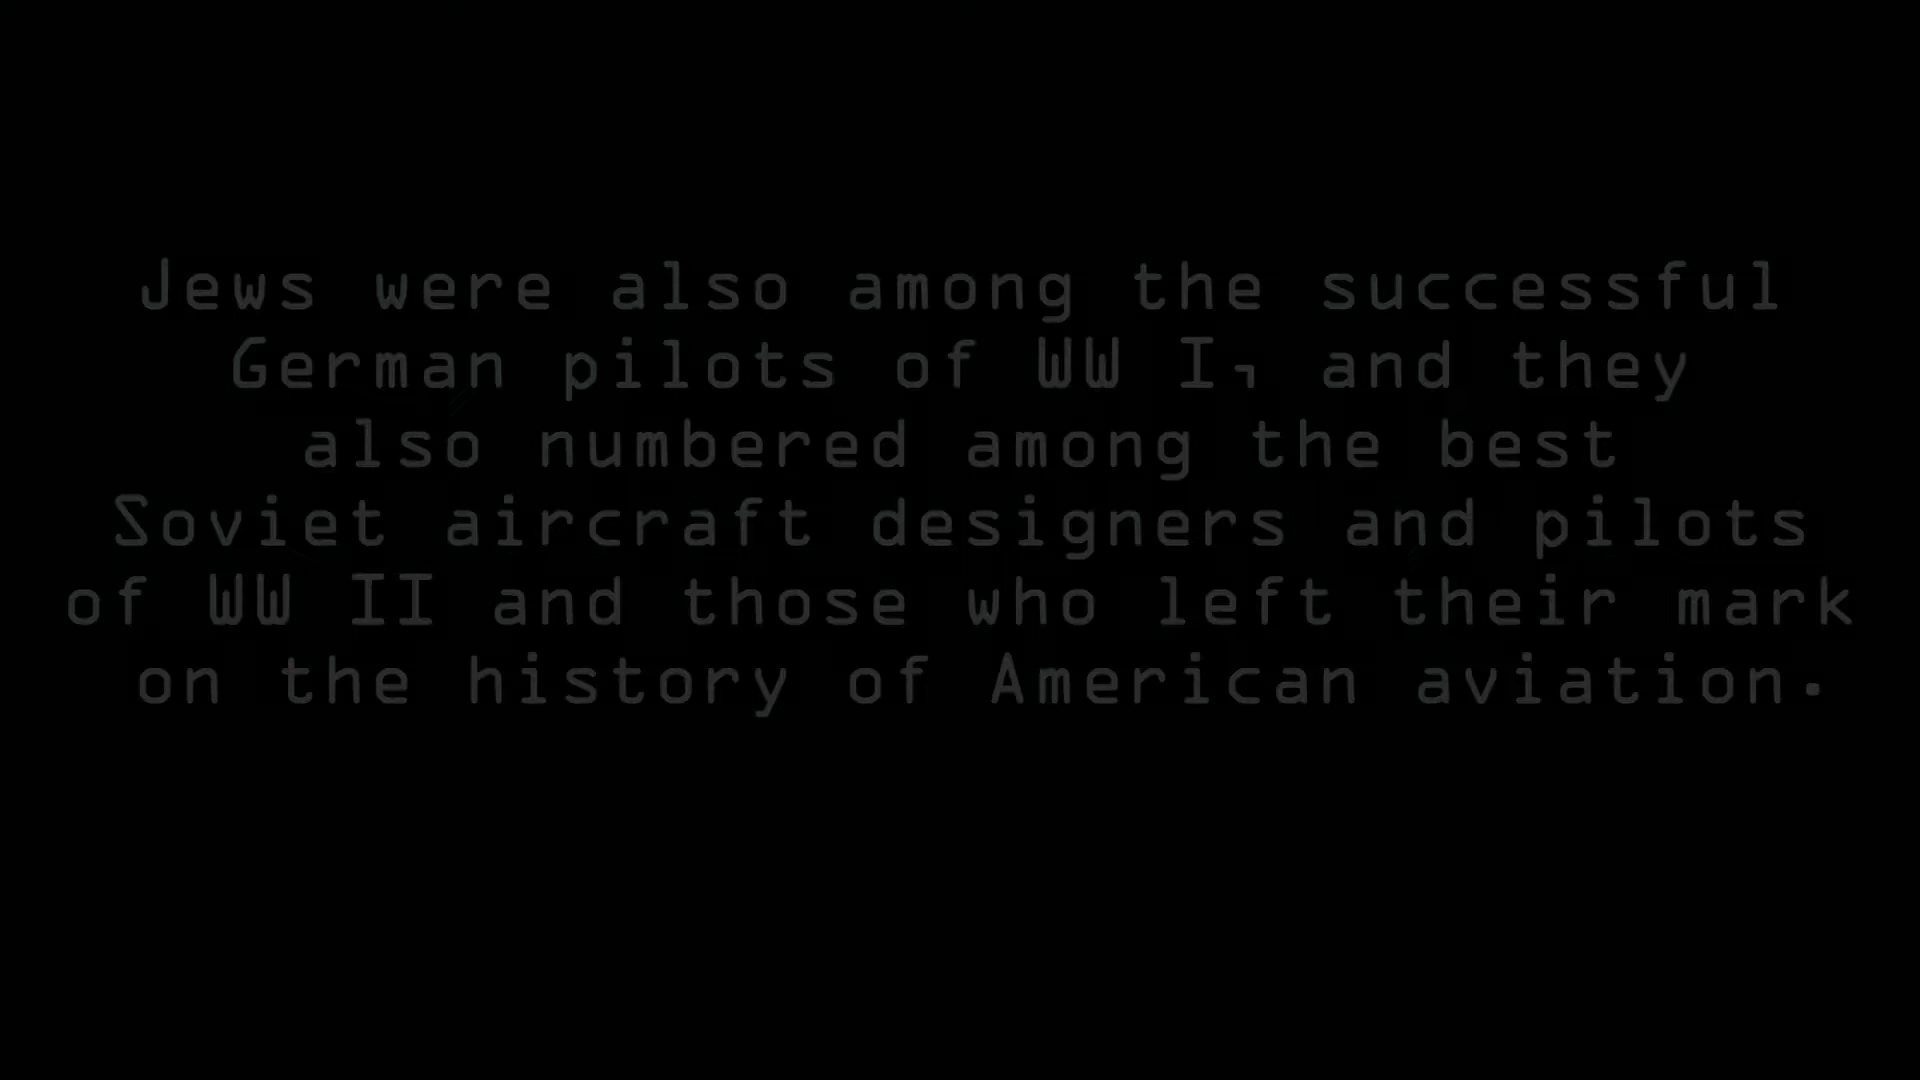 Jews were also among the successful
German pilots of WW I, and they
also numbered among the best
Soviet aircraft designers and pilots
of WW II and those who left their mark
on the history of American aviation.